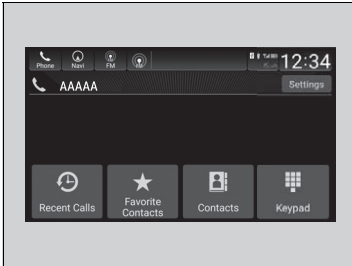 Phone Navi FM
12:34
AAAAA
Settings
Recent Calls
Favorite
Contacts
Contacts
Keypad